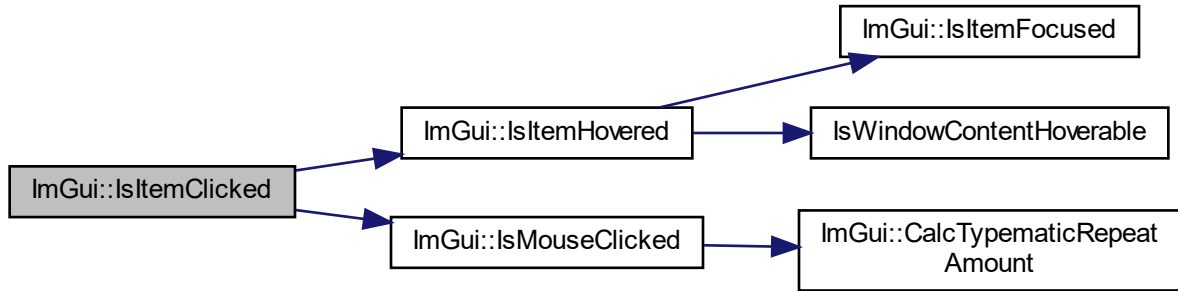 ImGui::IsItemClicked
ImGui::IsItemHovered
ImGui::IsItemFocused
IsWindowContentHoverable
ImGui::IsMouseClicked
ImGui::CalcTypematicRepeat
Amount